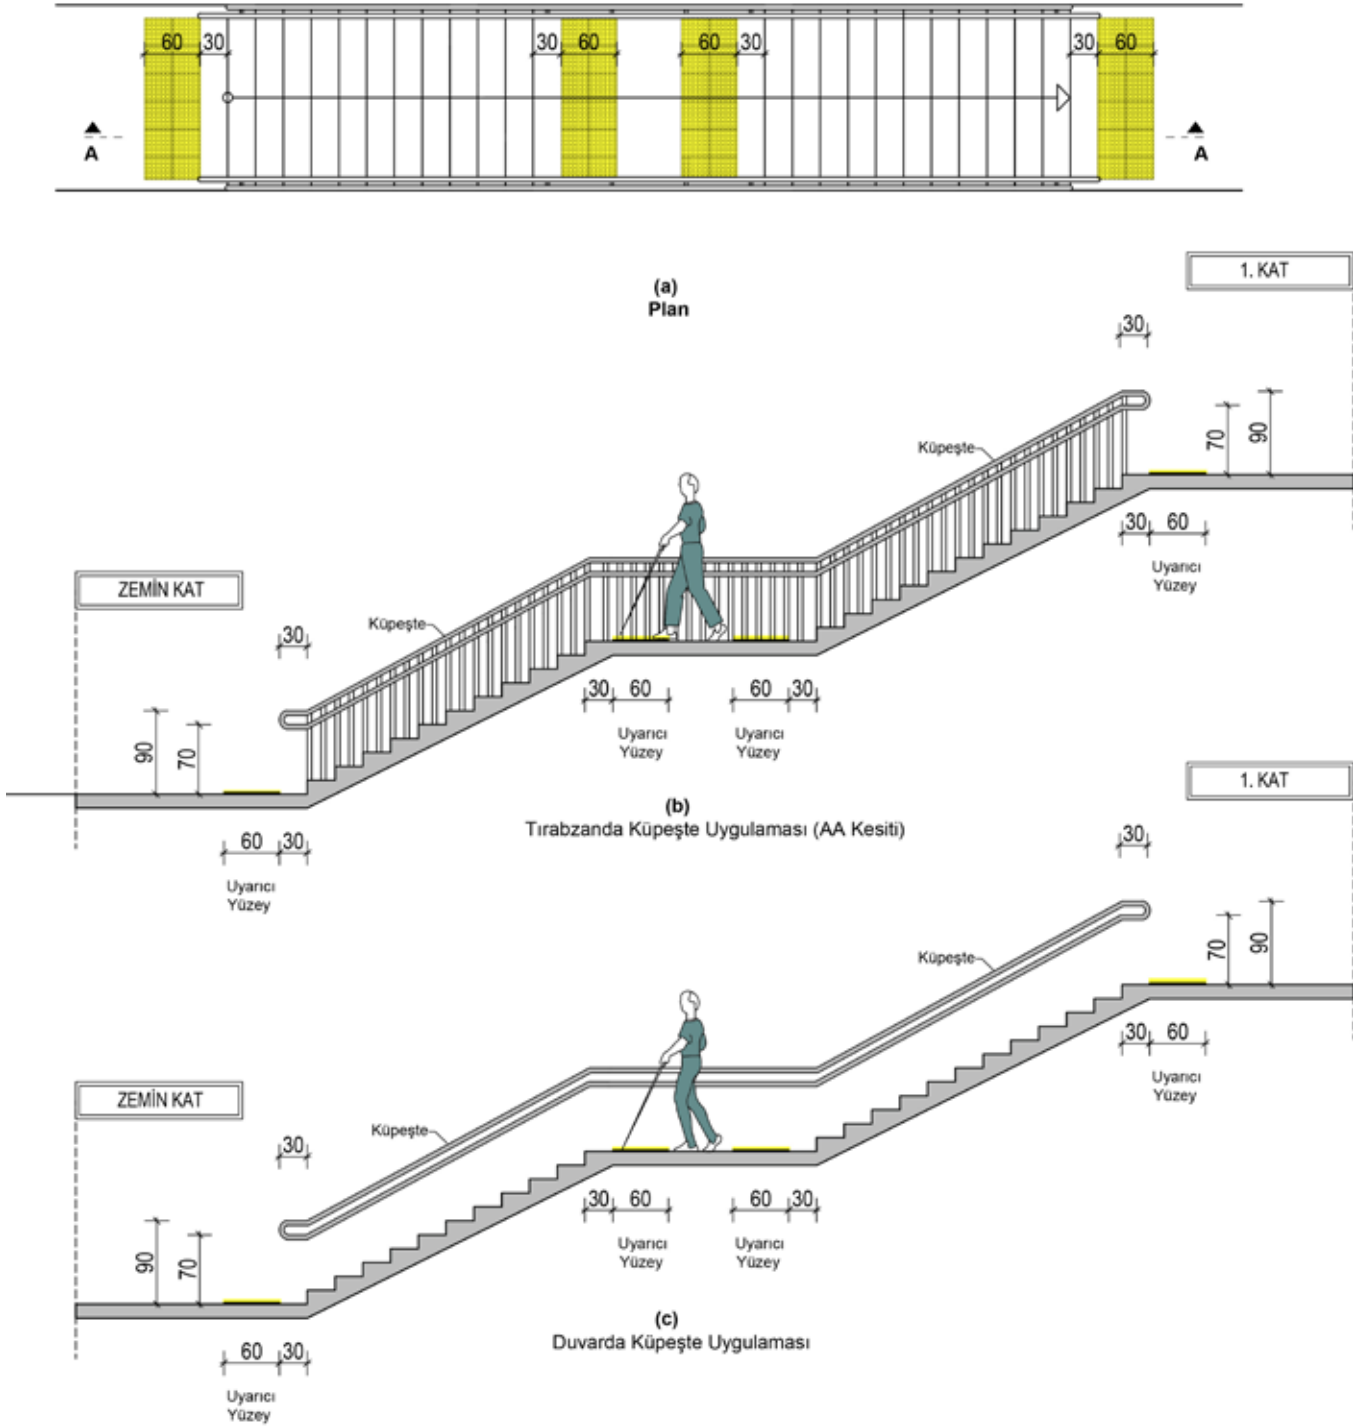 60 30 30 60 60 30 30 60
A A
(a)
Plan
1. KAT
30
Küpeşte
70
90
30 60
Uyarıcı
Yüzey
ZEMİN KAT
Küpeşte
30
90
70
30 60 60 30
Uyarıcı Uyarıcı
Yüzey Yüzey
60 30
Uyarıcı
Yüzey
(b)
Tırabzanda Küpeşte Uygulaması (AA Kesiti)
1. KAT
30
Küpeşte
70
90
30 60
Uyarıcı
Yüzey
ZEMİN KAT
Küpeşte
30
90
70
30 60 60 30
Uyarıcı Uyarıcı
Yüzey Yüzey
60 30
Uyarıcı
Yüzey
(c)
Duvarda Küpeşte Uygulaması